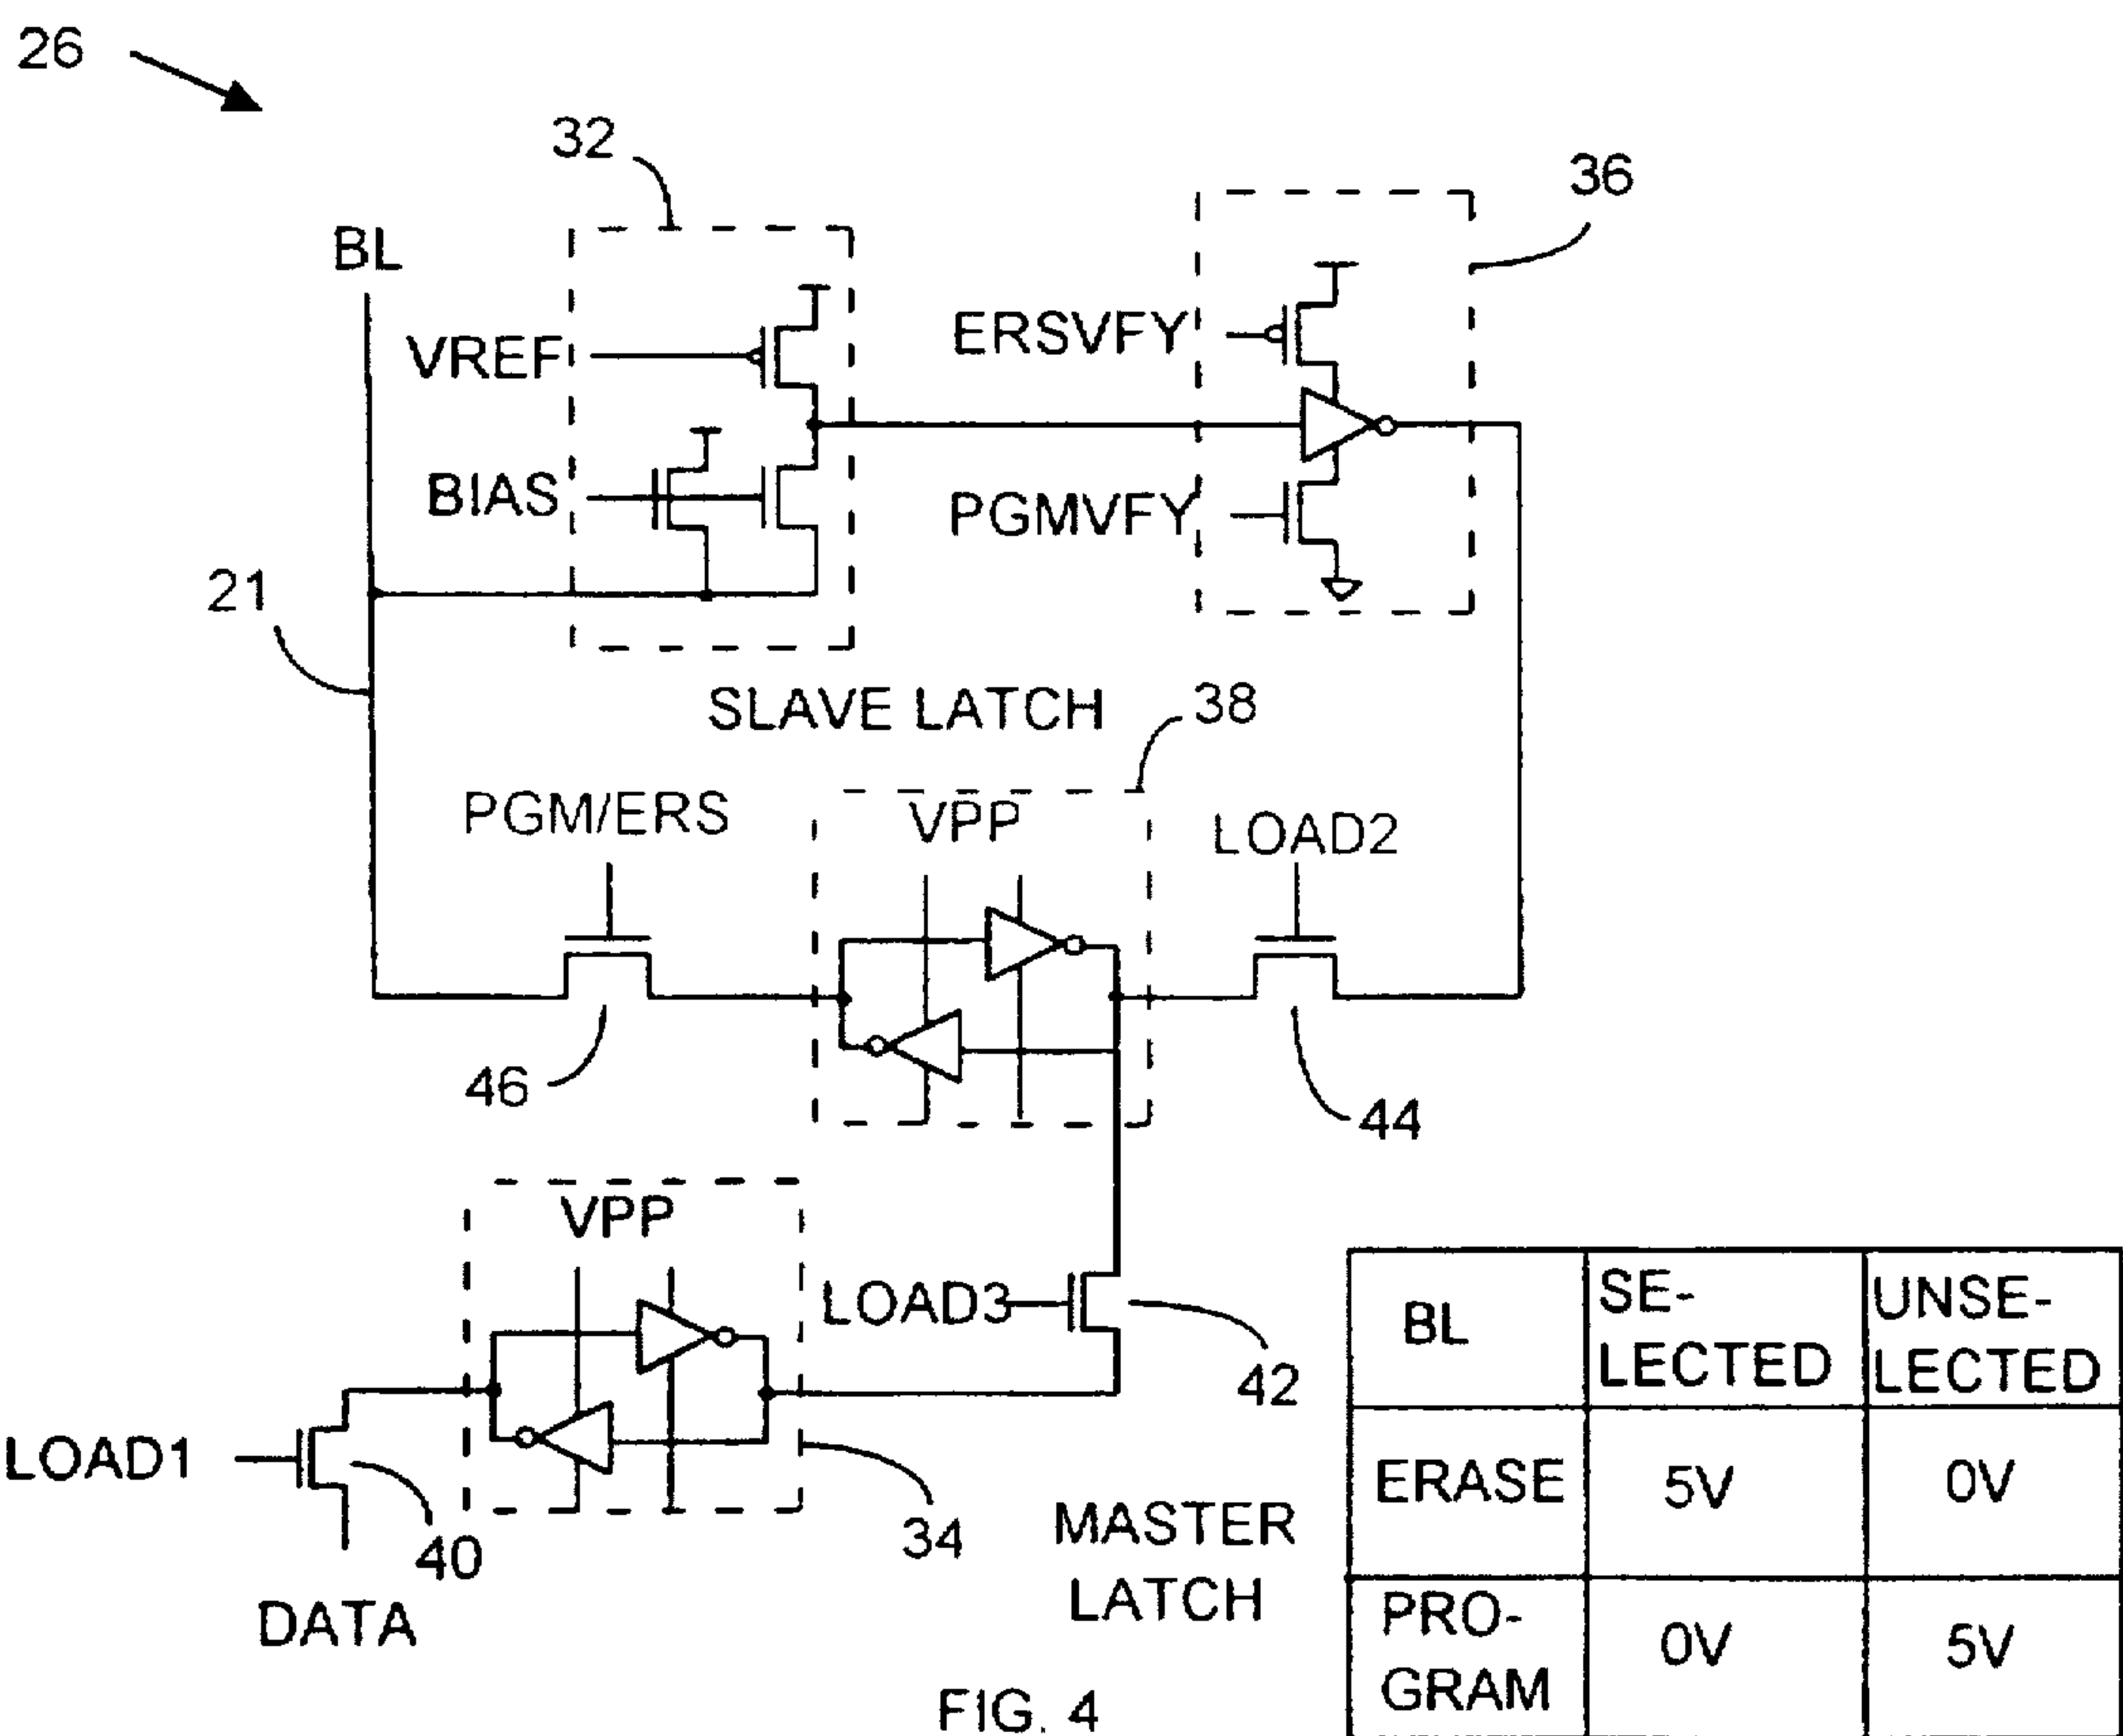 26
32
36
BL
VREF
ERSVFY
BIAS
PGMVFY
21
SLAVE LATCH
38
PGM/ERS
VPP
LOAD2
46
44
VPP
LOAD3
42
LOAD1
40
34
DATA
MASTER
LATCH
BL
SE-
LECTED
UNSE-
LECTED
ERASE
5V
0V
PRO-
GRAM
0V
5V
FIG. 4